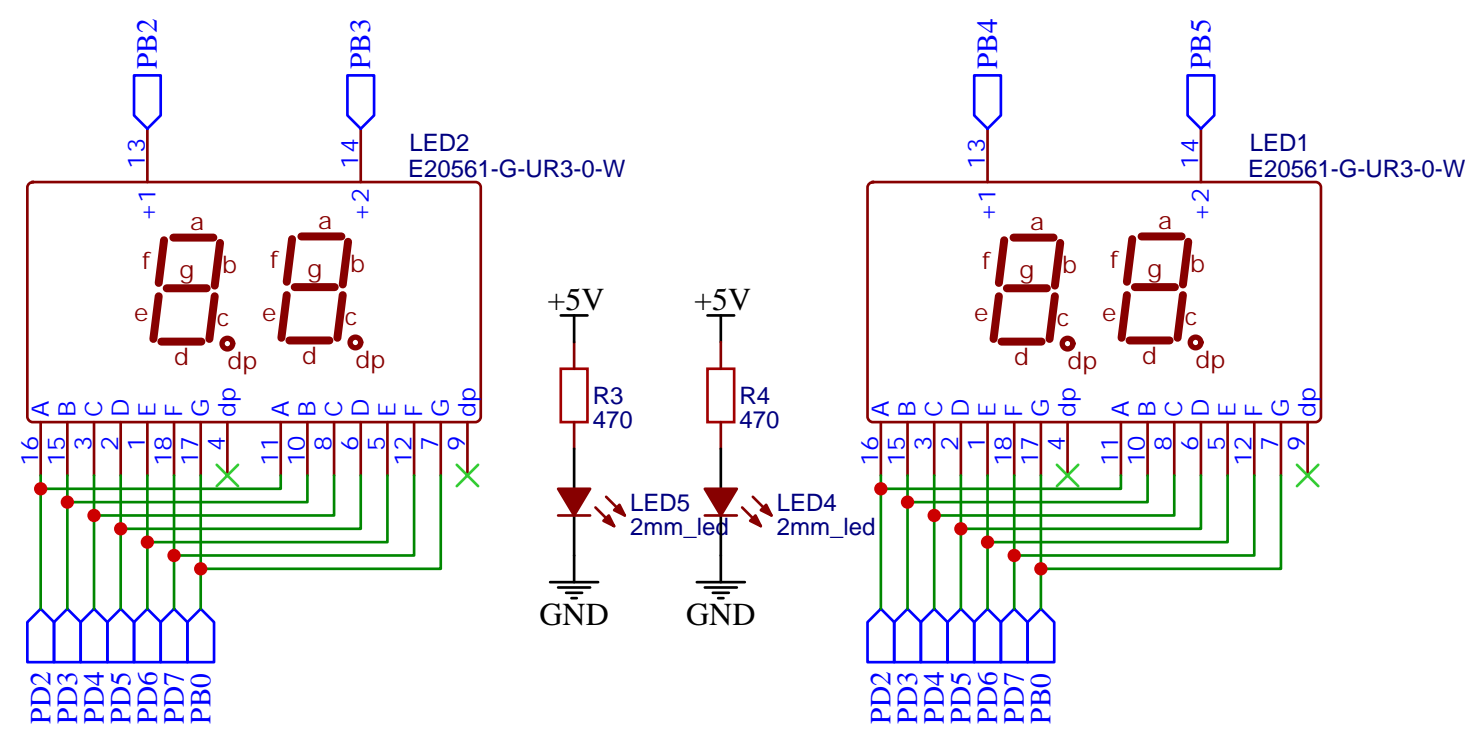 PB2
PB3
PB4
PB5
13
14
LED2
E20561-G-UR3-0-W
13
14
LED1
E20561-G-UR3-0-W
+1
+2
+1
+2
a
b
c
d
e
f
g
dp
a
b
c
d
e
f
g
dp
a
b
c
d
e
f
g
dp
a
b
c
d
e
f
g
dp
+5V
+5V
R3
470
R4
470
A B C D E F G dp A B C D E F G dp
16 15 3 2 1 18 17 4 11 10 8 6 5 12 7 9
A B C D E F G dp A B C D E F G dp
16 15 3 2 1 18 17 4 11 10 8 6 5 12 7 9
LED5
2mm_led
LED4
2mm_led
GND
GND
PD2 PD3 PD4 PD5 PD6 PD7 PB0
PD2 PD3 PD4 PD5 PD6 PD7 PB0